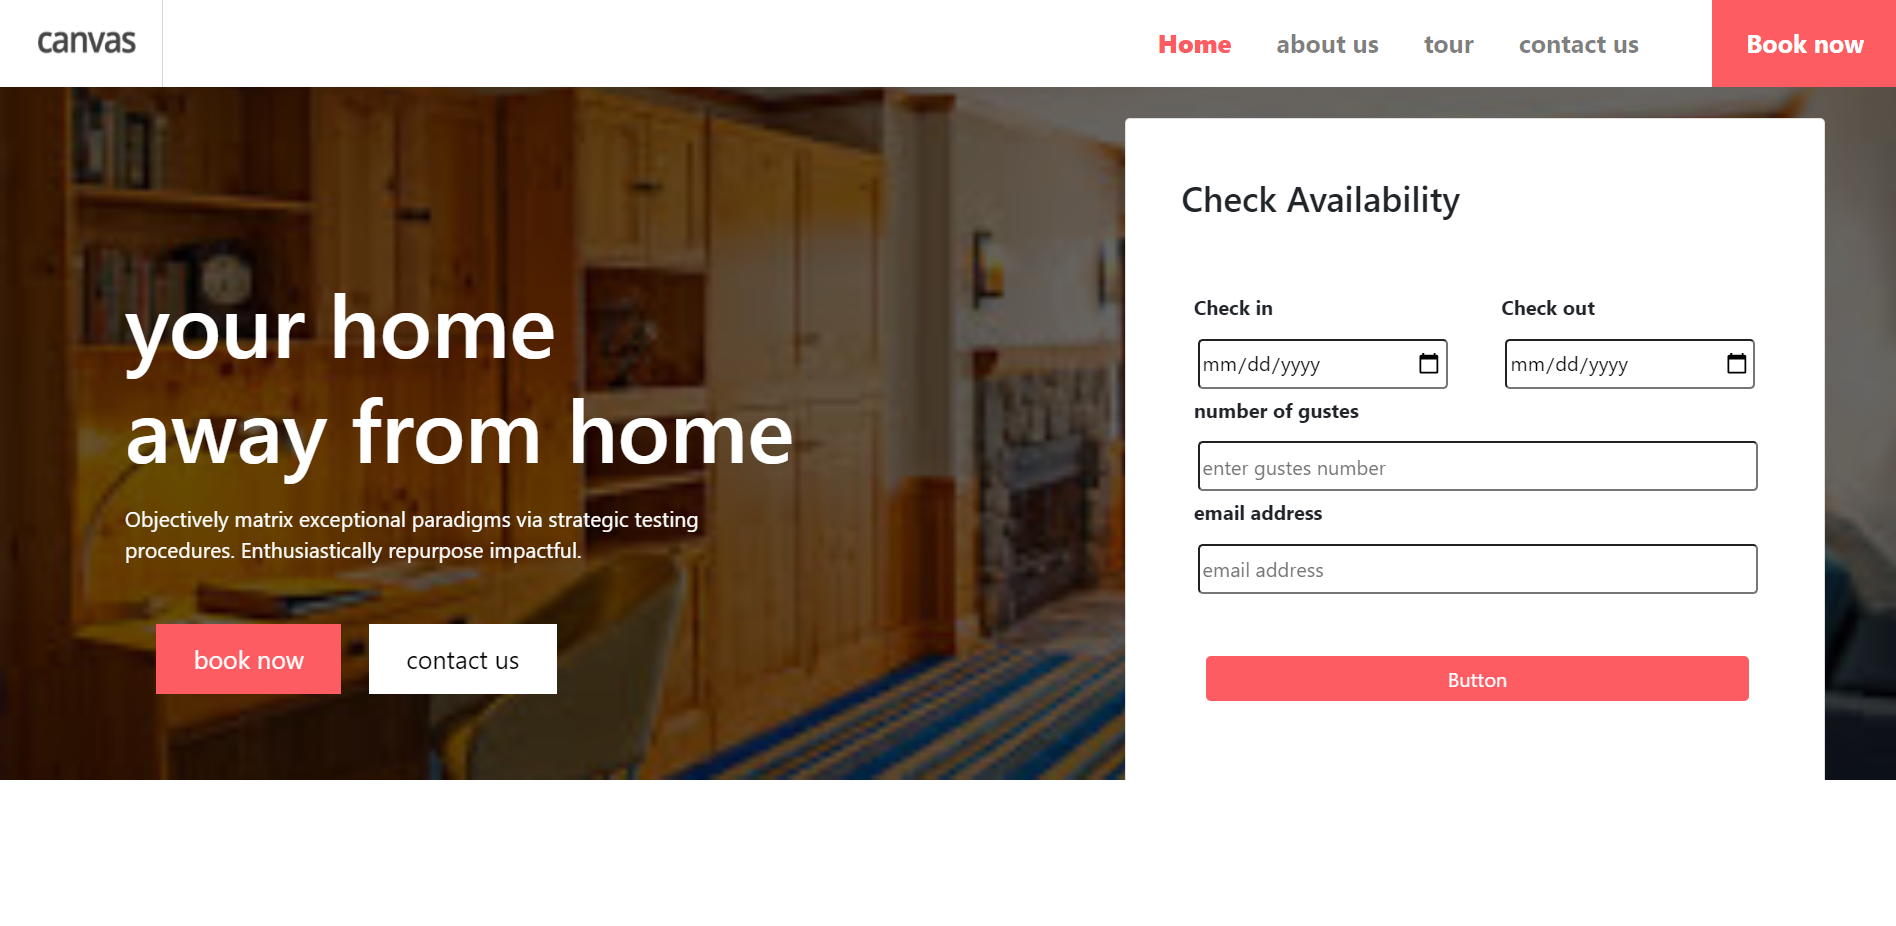 canvas
Home about us tour contact us Book now
Check Availability
Check in Check out
mm/dd/yyyy mm/dd/yyyy
number of gustes
enter gustes number
email address
email address
Button
your home
away from home
Objectively matrix exceptional paradigms via strategic testing
procedures. Enthusiastically repurpose impactful.
book now contact us